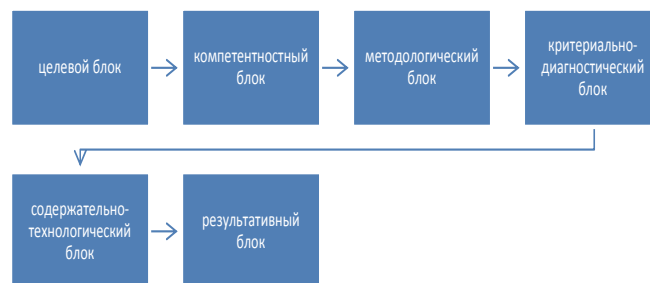 целевой блок
компетентностный
блок
методологический
блок
критериально-
диагностический
блок
содержательно-
технологический
блок
результативный
блок